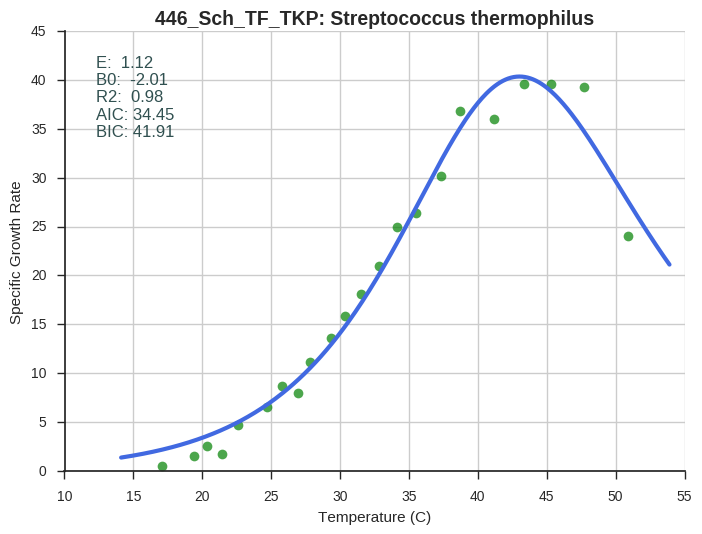 446_Sch_TF_TKP: Streptococcus thermophilus
E:  1.12
B0:  -2.01
R2:  0.98
AIC: 34.45
BIC: 41.91
45
40
35
30
25
20
15
10
5
0
Specific Growth Rate
10 15 20 25 30 35 40 45 50 55
Temperature (C)